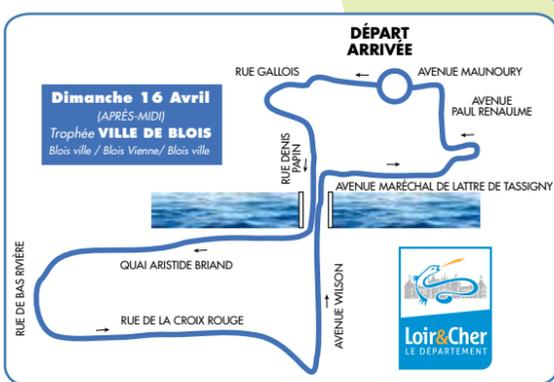 DÉPART
ARRIVÉE
RUE GALLOIS
AVENUE MAUNOURY
Dimanche 16 Avril
(APRÈS-MIDI)
Trophée VILLE DE BLOIS
Blois ville / Blois Vienne/ Blois ville
AVENUE
PAUL RENAULME
RUE DENIS
PAPIN
AVENUE MARÉCHAL DE LATTRE DE TASSIGNY
RUE DE BAS RIVIÈRE
QUAI ARISTIDE BRIAND
AVENUE WILSON
RUE DE LA CROIX ROUGE
Loir&Cher
LE DÉPARTEMENT